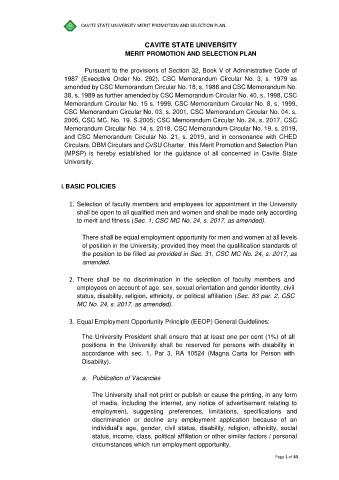 CAVITE STATE UNIVERSITY MERIT PROMOTION AND SELECTION PLAN
CAVITE STATE UNIVERSITY
MERIT PROMOTION AND SELECTION PLAN
Pursuant to the provisions of Section 32, Book V of Administrative Code of
1987 (Executive Order No. 292), CSC Memorandum Circular No. 3, s. 1979 as
amended by CSC Memorandum Circular No. 18, s. 1988 and CSC Memorandum No.
38, s. 1989 as further amended by CSC Memorandum Circular No. 40, s. 1998, CSC
Memorandum Circular No. 15 s. 1999, CSC Memorandum Circular No. 8, s. 1999,
CSC Memorandum Circular No. 03, s. 2001, CSC Memorandum Circular No. 04, s.
2005, CSC MC. No. 19. S.2005; CSC Memorandum Circular No. 24, s. 2017, CSC
Memorandum Circular No. 14, s. 2018, CSC Memorandum Circular No. 19, s. 2019,
and CSC Memorandum Circular No. 21, s. 2019, and in consonance with CHED
Circulars, DBM Circulars and CvSU Charter, this Merit Promotion and Selection Plan
(MPSP) is hereby established for the guidance of all concerned in Cavite State
University.
I. BASIC POLICIES
1. Selection of faculty members and employees for appointment in the University
shall be open to all qualified men and women and shall be made only according
to merit and fitness (Sec. 1, CSC MC No. 24, s. 2017, as amended).
There shall be equal employment opportunity for men and women at all levels
of position in the University, provided they meet the qualification standards of
the position to be filled as provided in Sec. 31, CSC MC No. 24, s. 2017, as
amended.
2. There shall be no discrimination in the selection of faculty members and
employees on account of age, sex, sexual orientation and gender identity, civil
status, disability, religion, ethnicity, or political affiliation (Sec. 83 par. 2, CSC
MC No. 24, s. 2017, as amended).
3. Equal Employment Opportunity Principle (EEOP) General Guidelines:
The University President shall ensure that at least one per cent (1%) of all
positions in the University shall be reserved for persons with disability in
accordance with sec. 1, Par 3, RA 10524 (Magna Carta for Person with
Disability).
a. Publication of Vacancies
The University shall not print or publish or cause the printing, in any form
of media, including the internet, any notice of advertisement relating to
employment, suggesting preferences, limitations, specifications and
discrimination or decline any employment application because of an
individual's age, gender, civil status, disability, religion, ethnicity, social
status, income, class, political affiliation or other similar factors / personal
circumstances which run employment opportunity.
Page 1 of 43